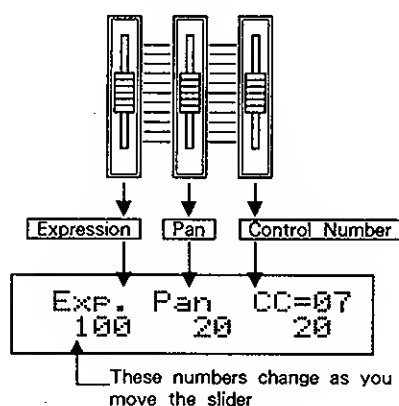 Expression Pan Control Number
Exp. Pan CC=07
100 20 20
These numbers change as you
move the slider